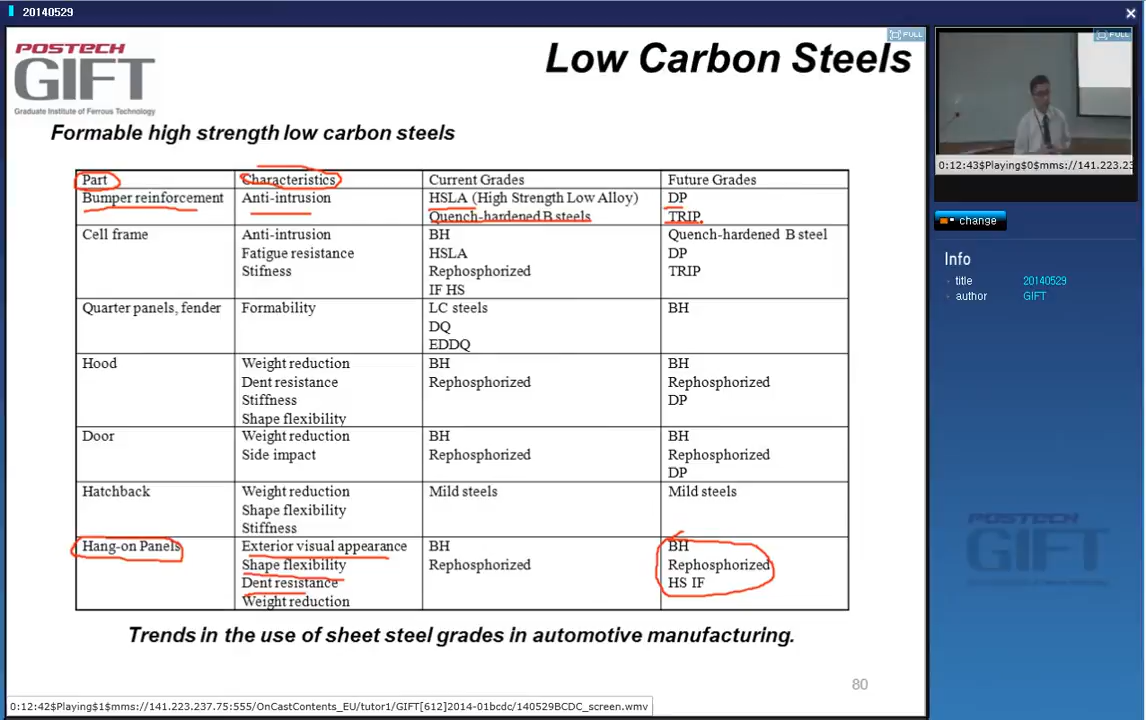 20140529
FULL
FULL
POSTECH
GIFT
Graduate Institute of Ferrous Technology
Low Carbon Steels
Formable high strength low carbon steels
Part Characteristics Current Grades Future Grades
Bumper reinforcement Anti-intrusion HSLA (High Strength Low Alloy) DP
Quench-hardened B steels TRIP
Cell frame Anti-intrusion BH Quench-hardened B steel
Fatigue resistance HSLA DP
Stifness Rephosphorized TRIP
IF HS
Quarter panels, fender Formability LC steels BH
DQ
EDDQ
Hood Weight reduction BH BH
Dent resistance Rephosphorized Rephosphorized
Stiffness DP
Shape flexibility
Door Weight reduction BH BH
Side impact Rephosphorized Rephosphorized
DP
Hatchback Weight reduction Mild steels Mild steels
Shape flexibility
Stiffness
Hang-on Panels Exterior visual appearance BH BH
Shape flexibility Rephosphorized Rephosphorized
Dent resistance HS IF
Weight reduction
Trends in the use of sheet steel grades in automotive manufacturing.
80
0:12:42$Playing$1$mms://141.223.237.75:555/OnCastContents_EU/tutor1/GIFT[612]2014-01bcdc/140529BCDC_screen.wmv
0:12:43$Playing$0$mms://141.223.23
change
Info
title 20140529
author GIFT
POSTECH
GIFT